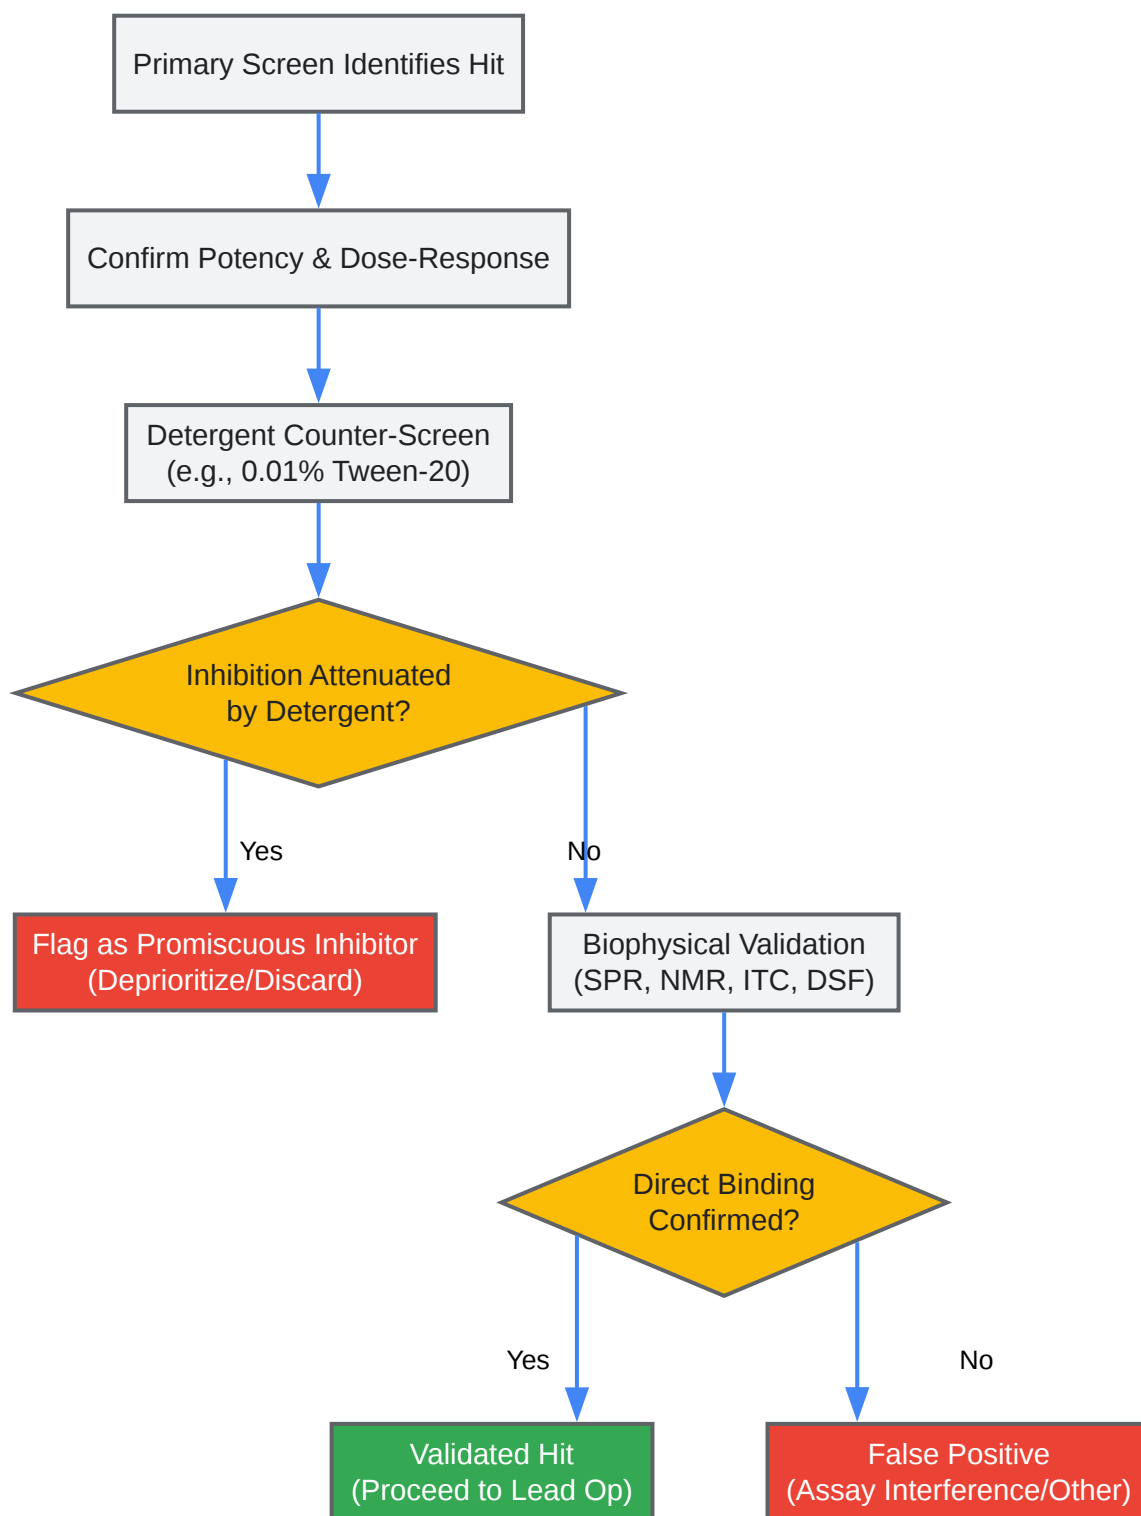 Primary Screen Identifies Hit
Confirm Potency & Dose-Response
Detergent Counter-Screen
(e.g., 0.01% Tween-20)
Inhibition Attenuated
by Detergent?
Yes
No
Flag as Promiscuous Inhibitor
(Deprioritize/Discard)
Biophysical Validation
(SPR, NMR, ITC, DSF)
Direct Binding
Confirmed?
Yes
No
Validated Hit
(Proceed to Lead Op)
False Positive
(Assay Interference/Other)